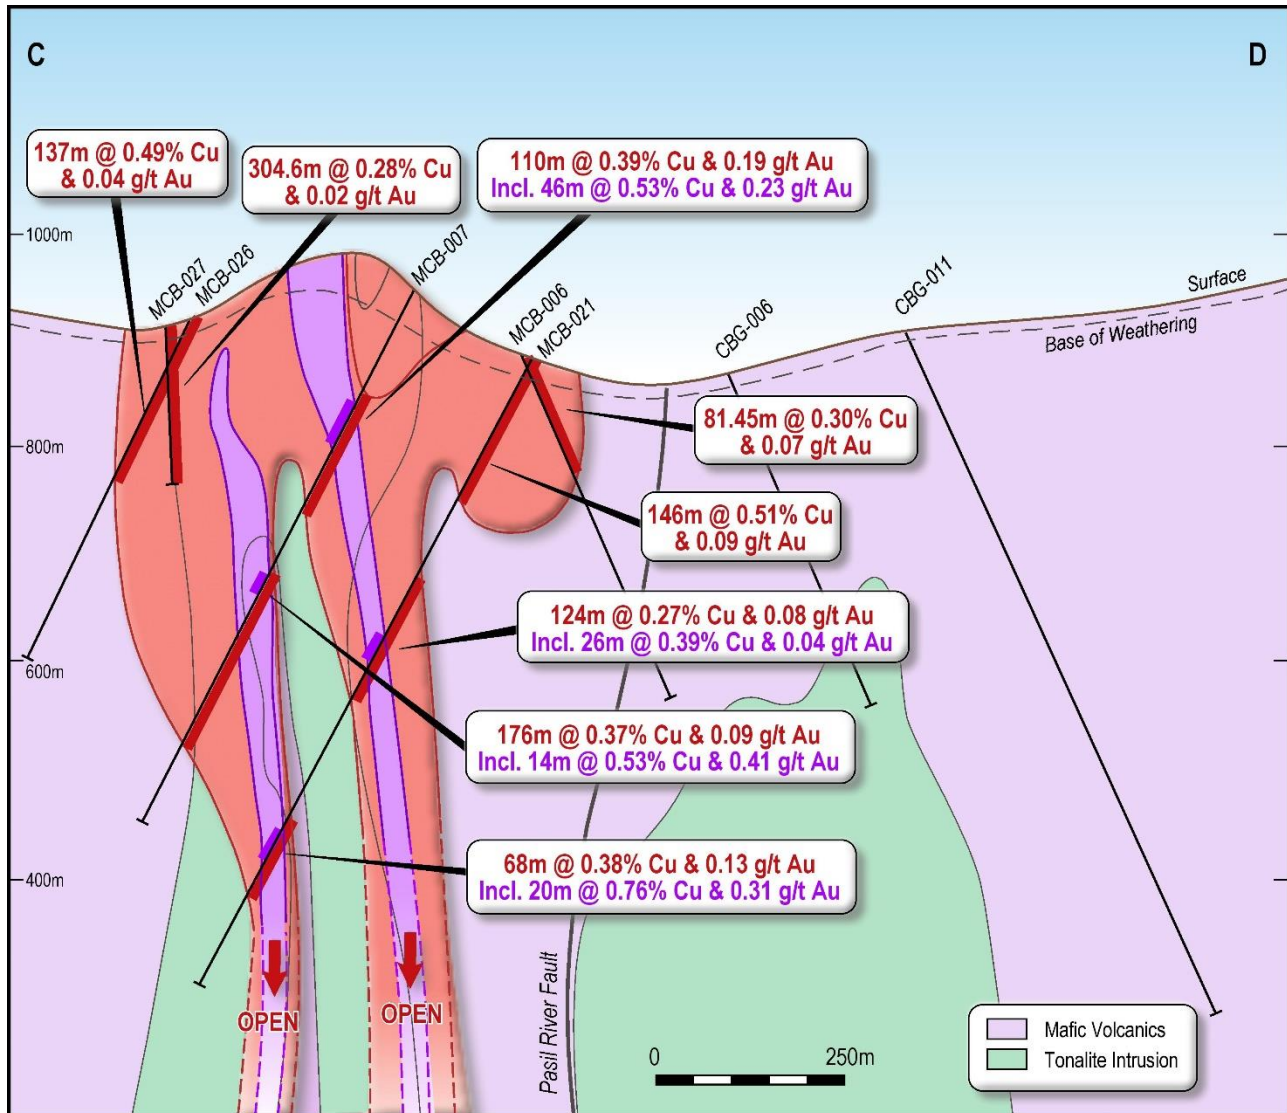 C
D
137m @ 0.49% Cu
& 0.04 g/t Au
304.6m @ 0.28% Cu
& 0.02 g/t Au
110m @ 0.39% Cu & 0.19 g/t Au
Incl. 46m @ 0.53% Cu & 0.23 g/t Au
1000m
MCB-027
MCB-026
MCB-007
MCB-006
MCB-021
CBG-006
CBG-011
Surface
Base of Weathering
81.45m @ 0.30% Cu
& 0.07 g/t Au
800m
146m @ 0.51% Cu
& 0.09 g/t Au
124m @ 0.27% Cu & 0.08 g/t Au
Incl. 26m @ 0.39% Cu & 0.04 g/t Au
600m
176m @ 0.37% Cu & 0.09 g/t Au
Incl. 14m @ 0.53% Cu & 0.41 g/t Au
68m @ 0.38% Cu & 0.13 g/t Au
Incl. 20m @ 0.76% Cu & 0.31 g/t Au
400m
OPEN
OPEN
Pasil River Fault
0
250m
Mafic Volcanics
Tonalite Intrusion